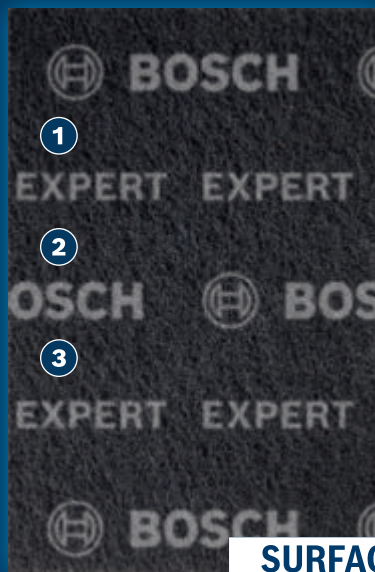 BOSCH
1
EXPERT EXPERT
2
OSCH BOS
3
EXPERT EXPERT
BOSCH
SURFAC